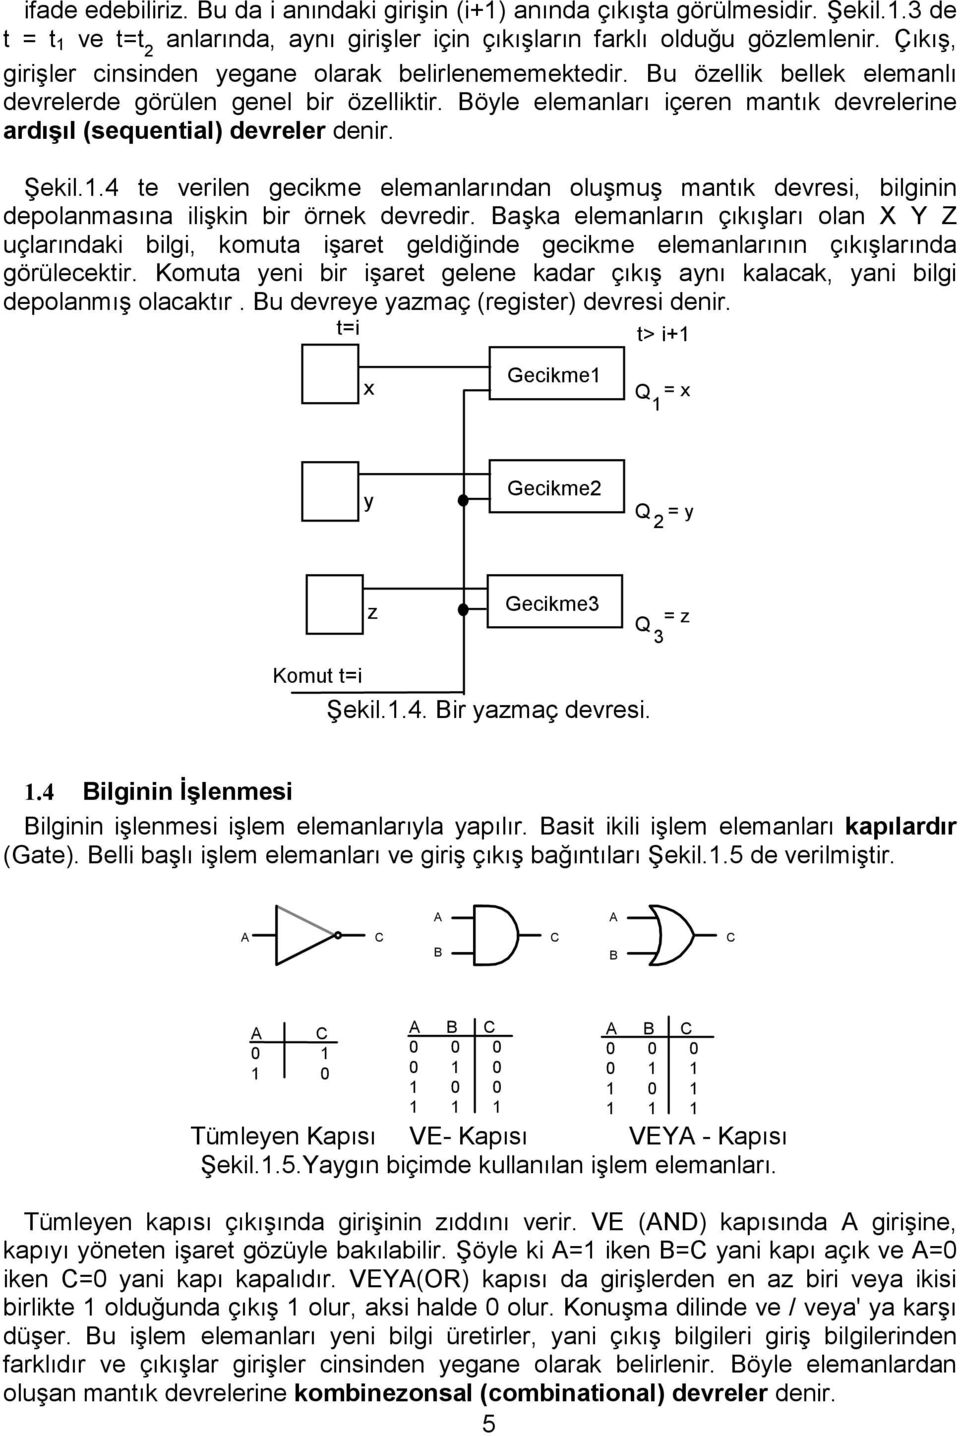 ifade edebiliriz. Bu da i anındaki girişin (i+1) anında çıkışta görülmesidir. Şekil.1.3 de
t = t1 ve t=t2 anlarında, aynı girişler için çıkışların farklı olduğu gözlemlenir. Çıkış,
girişler cinsinden yegane olarak belirlenememektedir. Bu özellik bellek elemanlı
devrelerde görülen genel bir özelliktir. Böyle elemanları içeren mantık devrelerine
ardışıl (sequential) devreler denir.
Şekil.1.4 te verilen gecikme elemanlarından oluşmuş mantık devresi, bilginin
depolanmasına ilişkin bir örnek devredir. Başka elemanların çıkışları olan X Y Z
uçlarındaki bilgi, komuta işaret geldiğinde gecikme elemanlarının çıkışlarında
görülecektir. Komuta yeni bir işaret gelene kadar çıkış aynı kalacak, yani bilgi
depolanmış olacaktır . Bu devreye yazmaç (register) devresi denir.
t=i t> i+1
x Gecikme1 Q1 = x
y Gecikme2 Q2 = y
z Gecikme3 Q3 = z
Komut t=i
Şekil.1.4. Bir yazmaç devresi.
1.4 Bilginin İşlenmesi
Bilginin işlenmesi işlem elemanlarıyla yapılır. Basit ikili işlem elemanları kapılardır
(Gate). Belli başlı işlem elemanları ve giriş çıkış bağıntıları Şekil.1.5 de verilmiştir.
A A
A C C C
B B
A C A B C A B C
0 1 0 0 0 0 0 0
1 0 0 1 0 0 1 1
1 0 0 1 0 1
1 1 1 1 1 1
Tümleyen Kapısı VE- Kapısı VEYA - Kapısı
Şekil.1.5.Yaygın biçimde kullanılan işlem elemanları.
Tümleyen kapısı çıkışında girişinin zıddını verir. VE (AND) kapısında A girişine,
kapıyı yöneten işaret gözüyle bakılabilir. Şöyle ki A=1 iken B=C yani kapı açık ve A=0
iken C=0 yani kapı kapalıdır. VEYA(OR) kapısı da girişlerden en az biri veya ikisi
birlikte 1 olduğunda çıkış 1 olur, aksi halde 0 olur. Konuşma dilinde ve / veya' ya karşı
düşer. Bu işlem elemanları yeni bilgi üretirler, yani çıkış bilgileri giriş bilgilerinden
farklıdır ve çıkışlar girişler cinsinden yegane olarak belirlenir. Böyle elemanlardan
oluşan mantık devrelerine kombinezonsal (combinational) devreler denir.
5